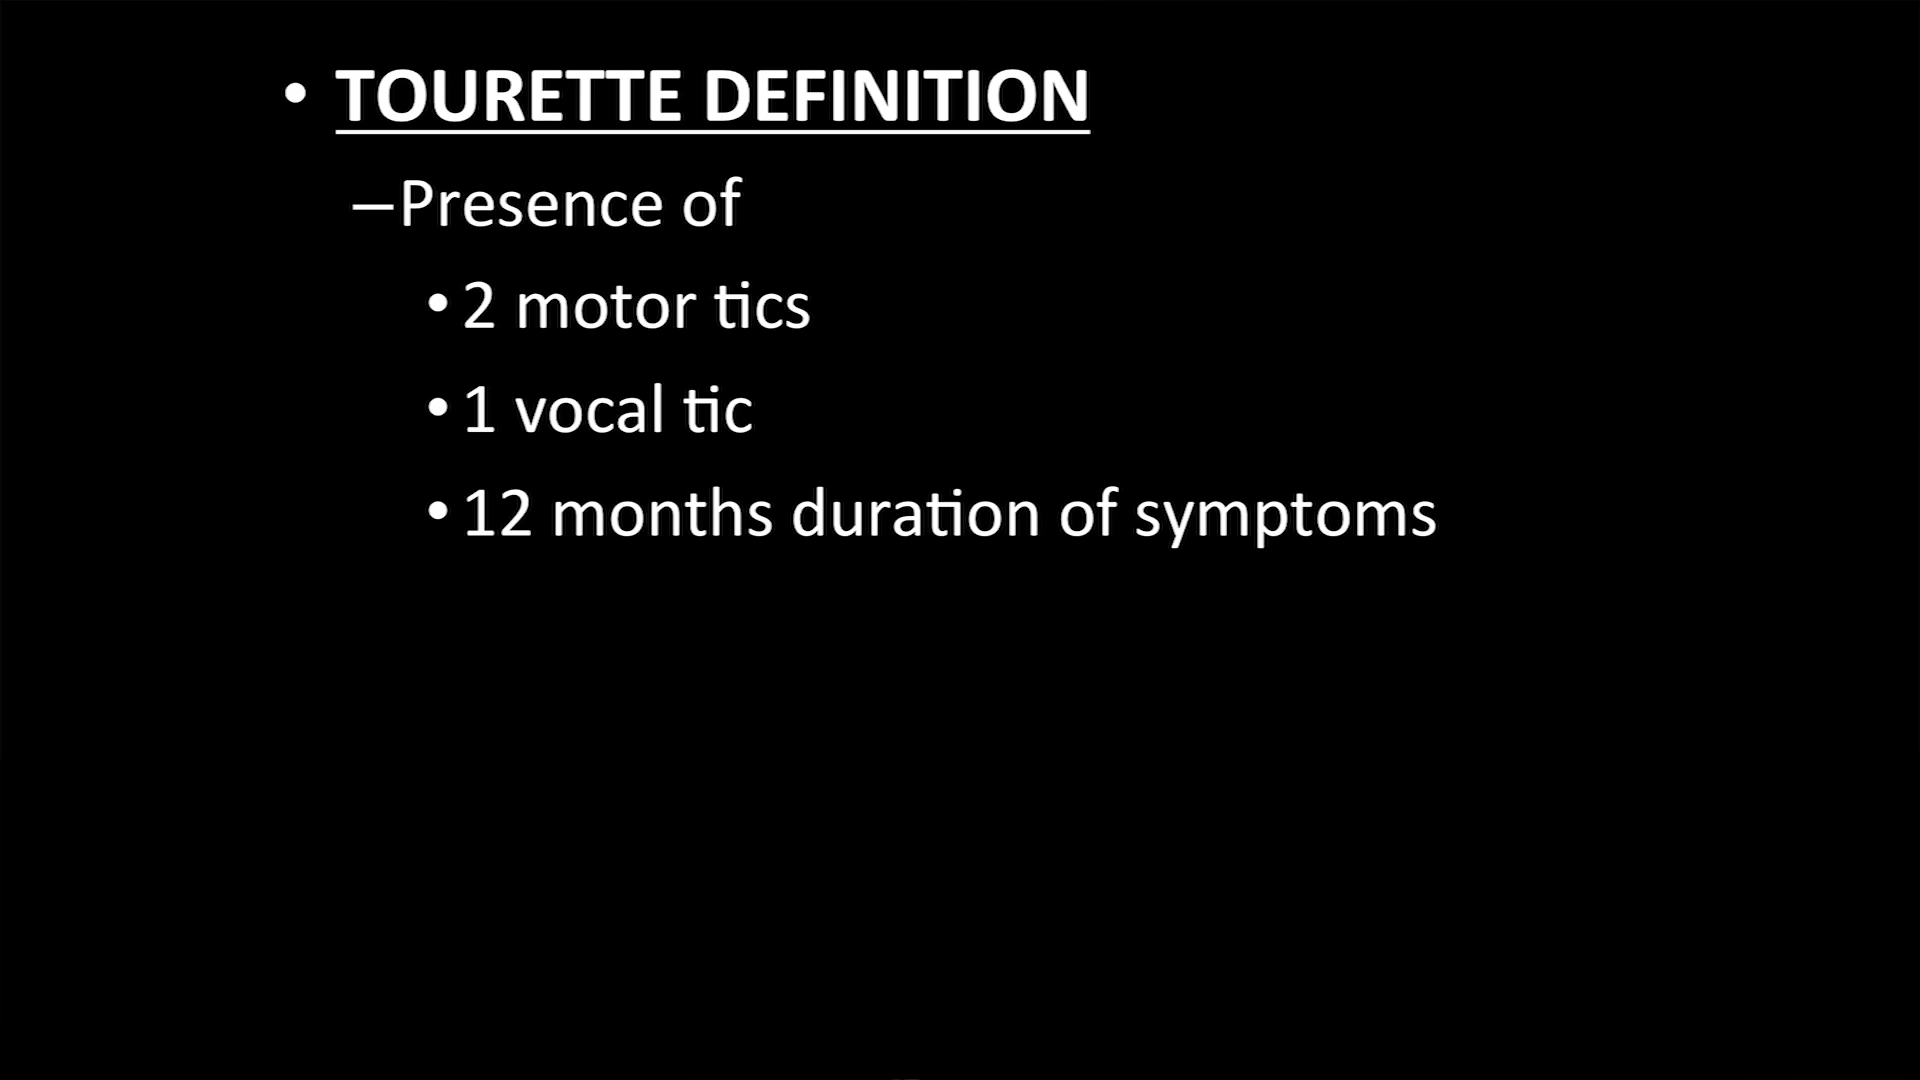 • TOURETTE DEFINITION
–Presence of
• 2 motor tics
• 1 vocal tic
• 12 months duration of symptoms